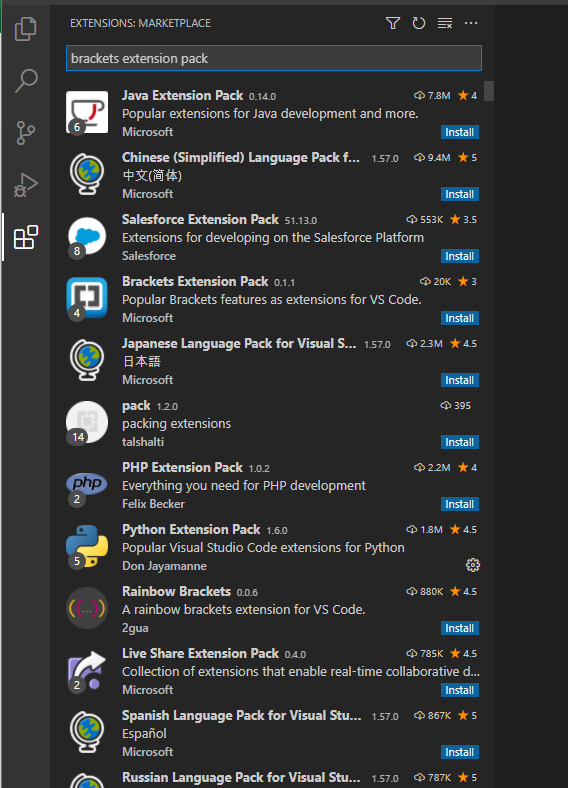 EXTENSIONS: MARKETPLACE
brackets extension pack
Java Extension Pack 0.14.0 7.8M 4
Popular extensions for Java development and more.
6
Microsoft Install
Chinese (Simplified) Language Pack f... 1.57.0 9.4M 5
中文(简体)
Microsoft Install
Salesforce Extension Pack 51.13.0 553K 3.5
Extensions for developing on the Salesforce Platform
8
Salesforce Install
Brackets Extension Pack 0.1.1 20K 3
Popular Brackets features as extensions for VS Code.
4
Microsoft Install
Japanese Language Pack for Visual S... 1.57.0 2.3M 4.5
日本語
Microsoft Install
pack 1.2.0 395
packing extensions
14
talshalti Install
PHP Extension Pack 1.0.2 2.2M 4
php
Everything you need for PHP development
2
Felix Becker Install
Python Extension Pack 1.6.0 1.8M 4.5
Popular Visual Studio Code extensions for Python
5
Don Jayamanne
Rainbow Brackets 0.0.6 880K 4.5
(...)
A rainbow brackets extension for VS Code.
2gua Install
Live Share Extension Pack 0.4.0 785K 4.5
Collection of extensions that enable real-time collaborative d...
2
Microsoft Install
Spanish Language Pack for Visual Stu... 1.57.0 867K 5
Español
Microsoft Install
Russian Language Pack for Visual Stu... 1.57.0 787K 5